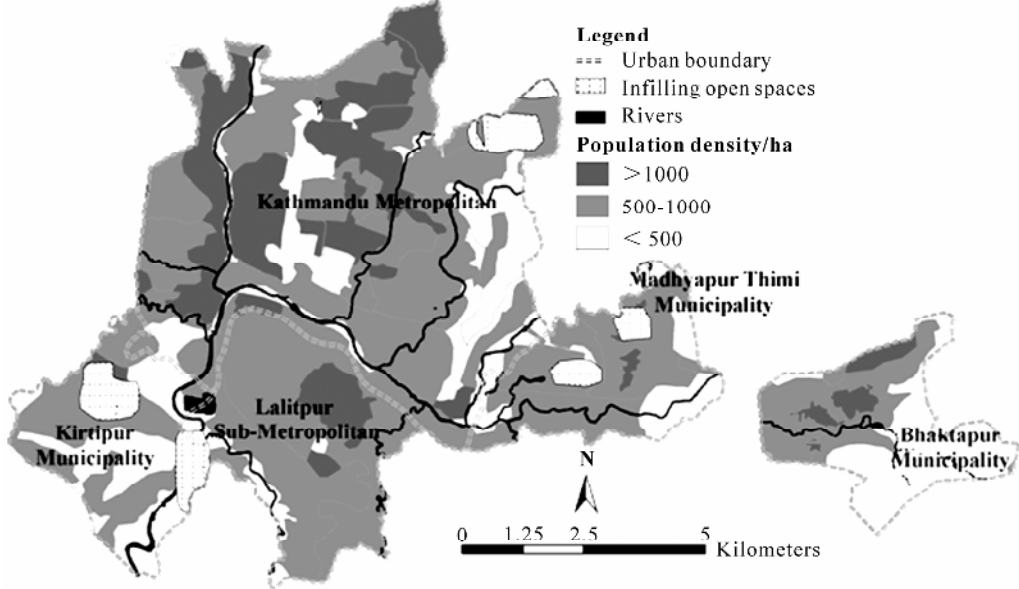 Legend
Urban boundary
Infilling open spaces
Rivers
Population density/ha
>1000
500-1000
< 500
Kathmandu Metropolitan
Madhyapur Thimi
Municipality
Lalitpur
Sub-Metropolitan
Kirtipur
Municipality
Bhaktapur
Municipality
N
0 1.25 2.5 5
Kilometers